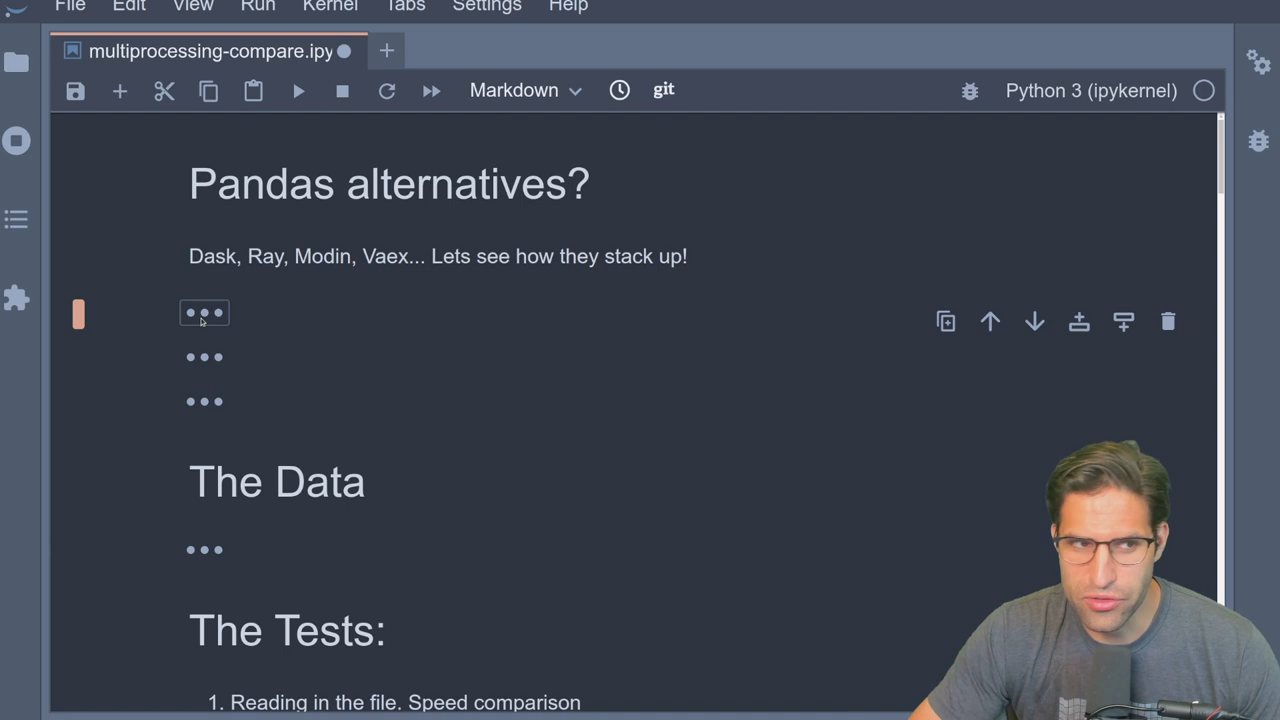 File Edit View Run Kernel Tabs Settings Help
multiprocessing-compare.ipy
Markdown git Python 3 (ipykernel)
Pandas alternatives?
Dask, Ray, Modin, Vaex... Lets see how they stack up!
The Data
The Tests:
1. Reading in the file. Speed comparison